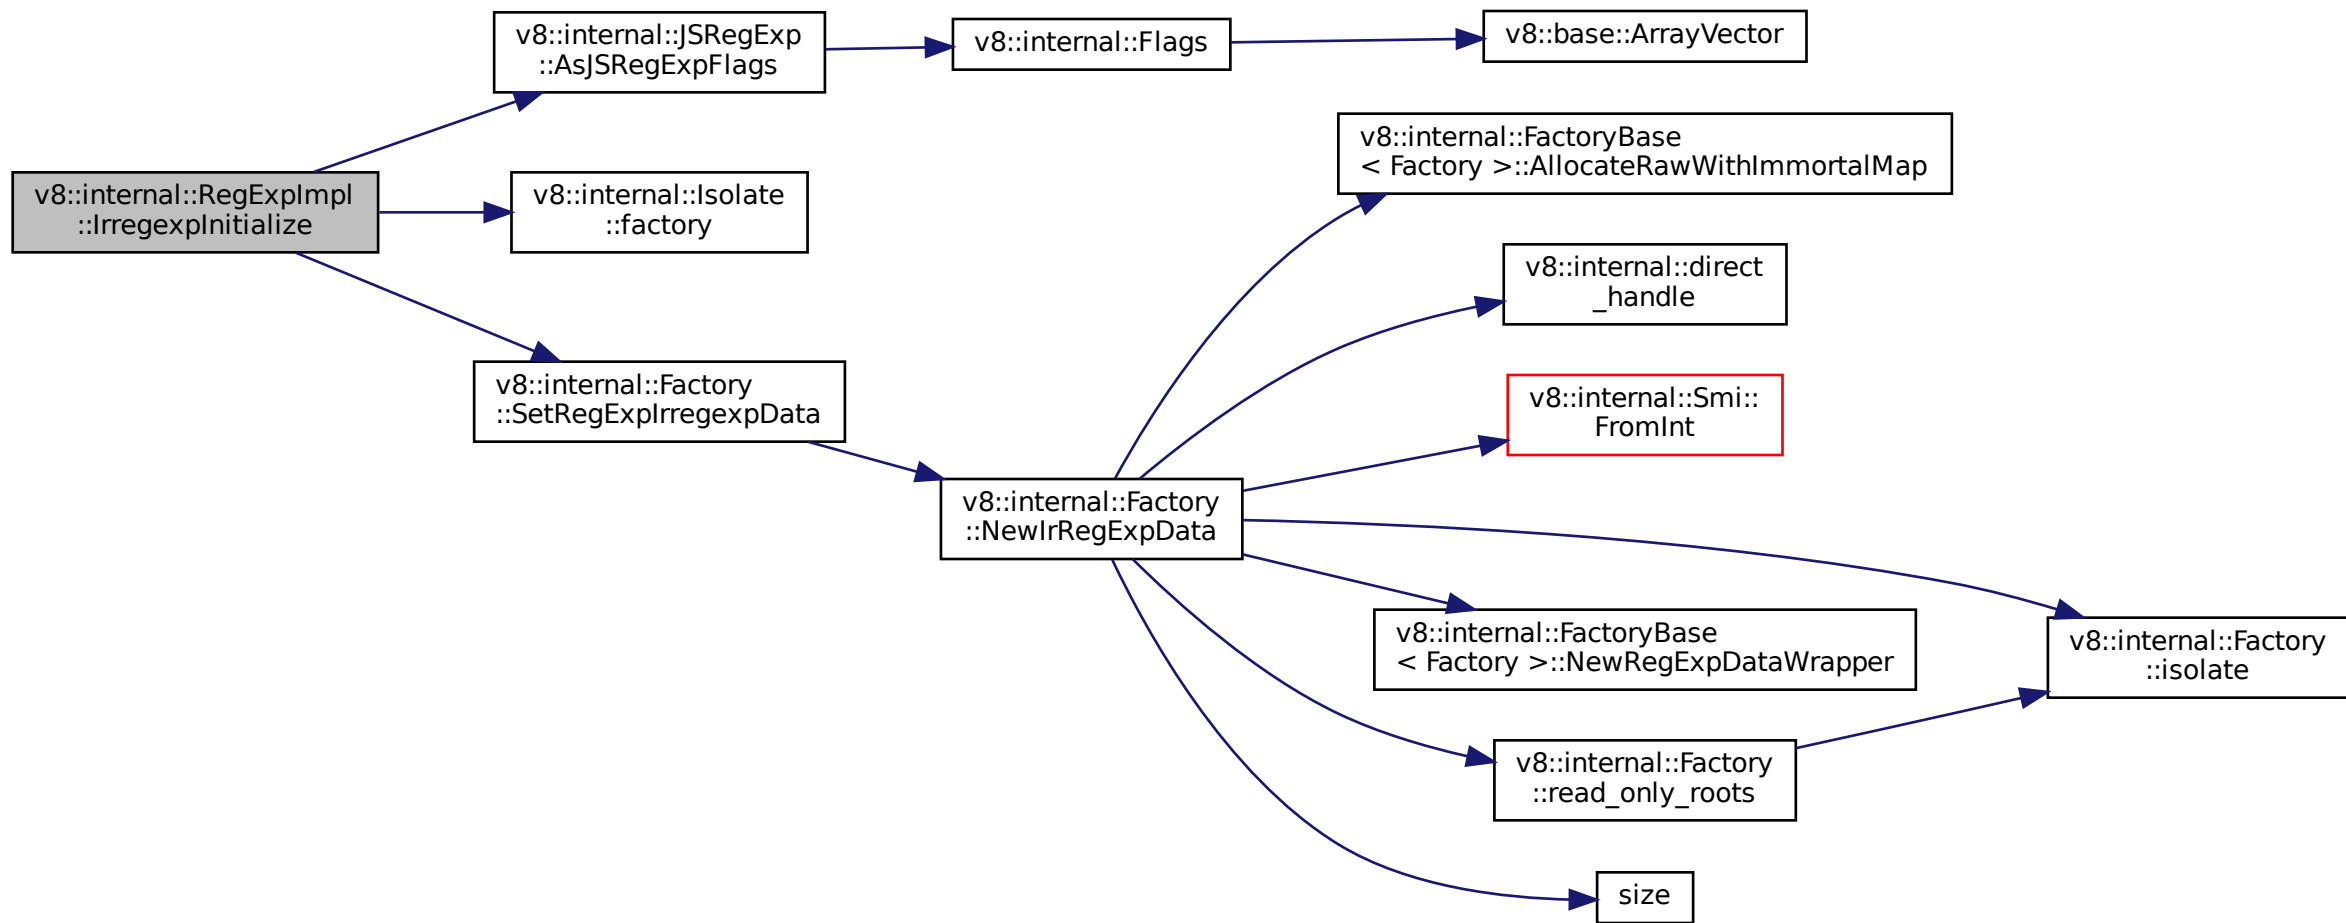 v8::internal::JSRegExp
::AsJSRegExpFlags
v8::internal::Flags
v8::base::ArrayVector
v8::internal::FactoryBase
< Factory >::AllocateRawWithImmortalMap
v8::internal::RegExpImpl
::IrregexpInitialize
v8::internal::Isolate
::factory
v8::internal::direct
_handle
v8::internal::Factory
::SetRegExpIrregexpData
v8::internal::Smi::
FromInt
v8::internal::Factory
::NewIrRegExpData
v8::internal::FactoryBase
< Factory >::NewRegExpDataWrapper
v8::internal::Factory
::isolate
v8::internal::Factory
::read_only_roots
size